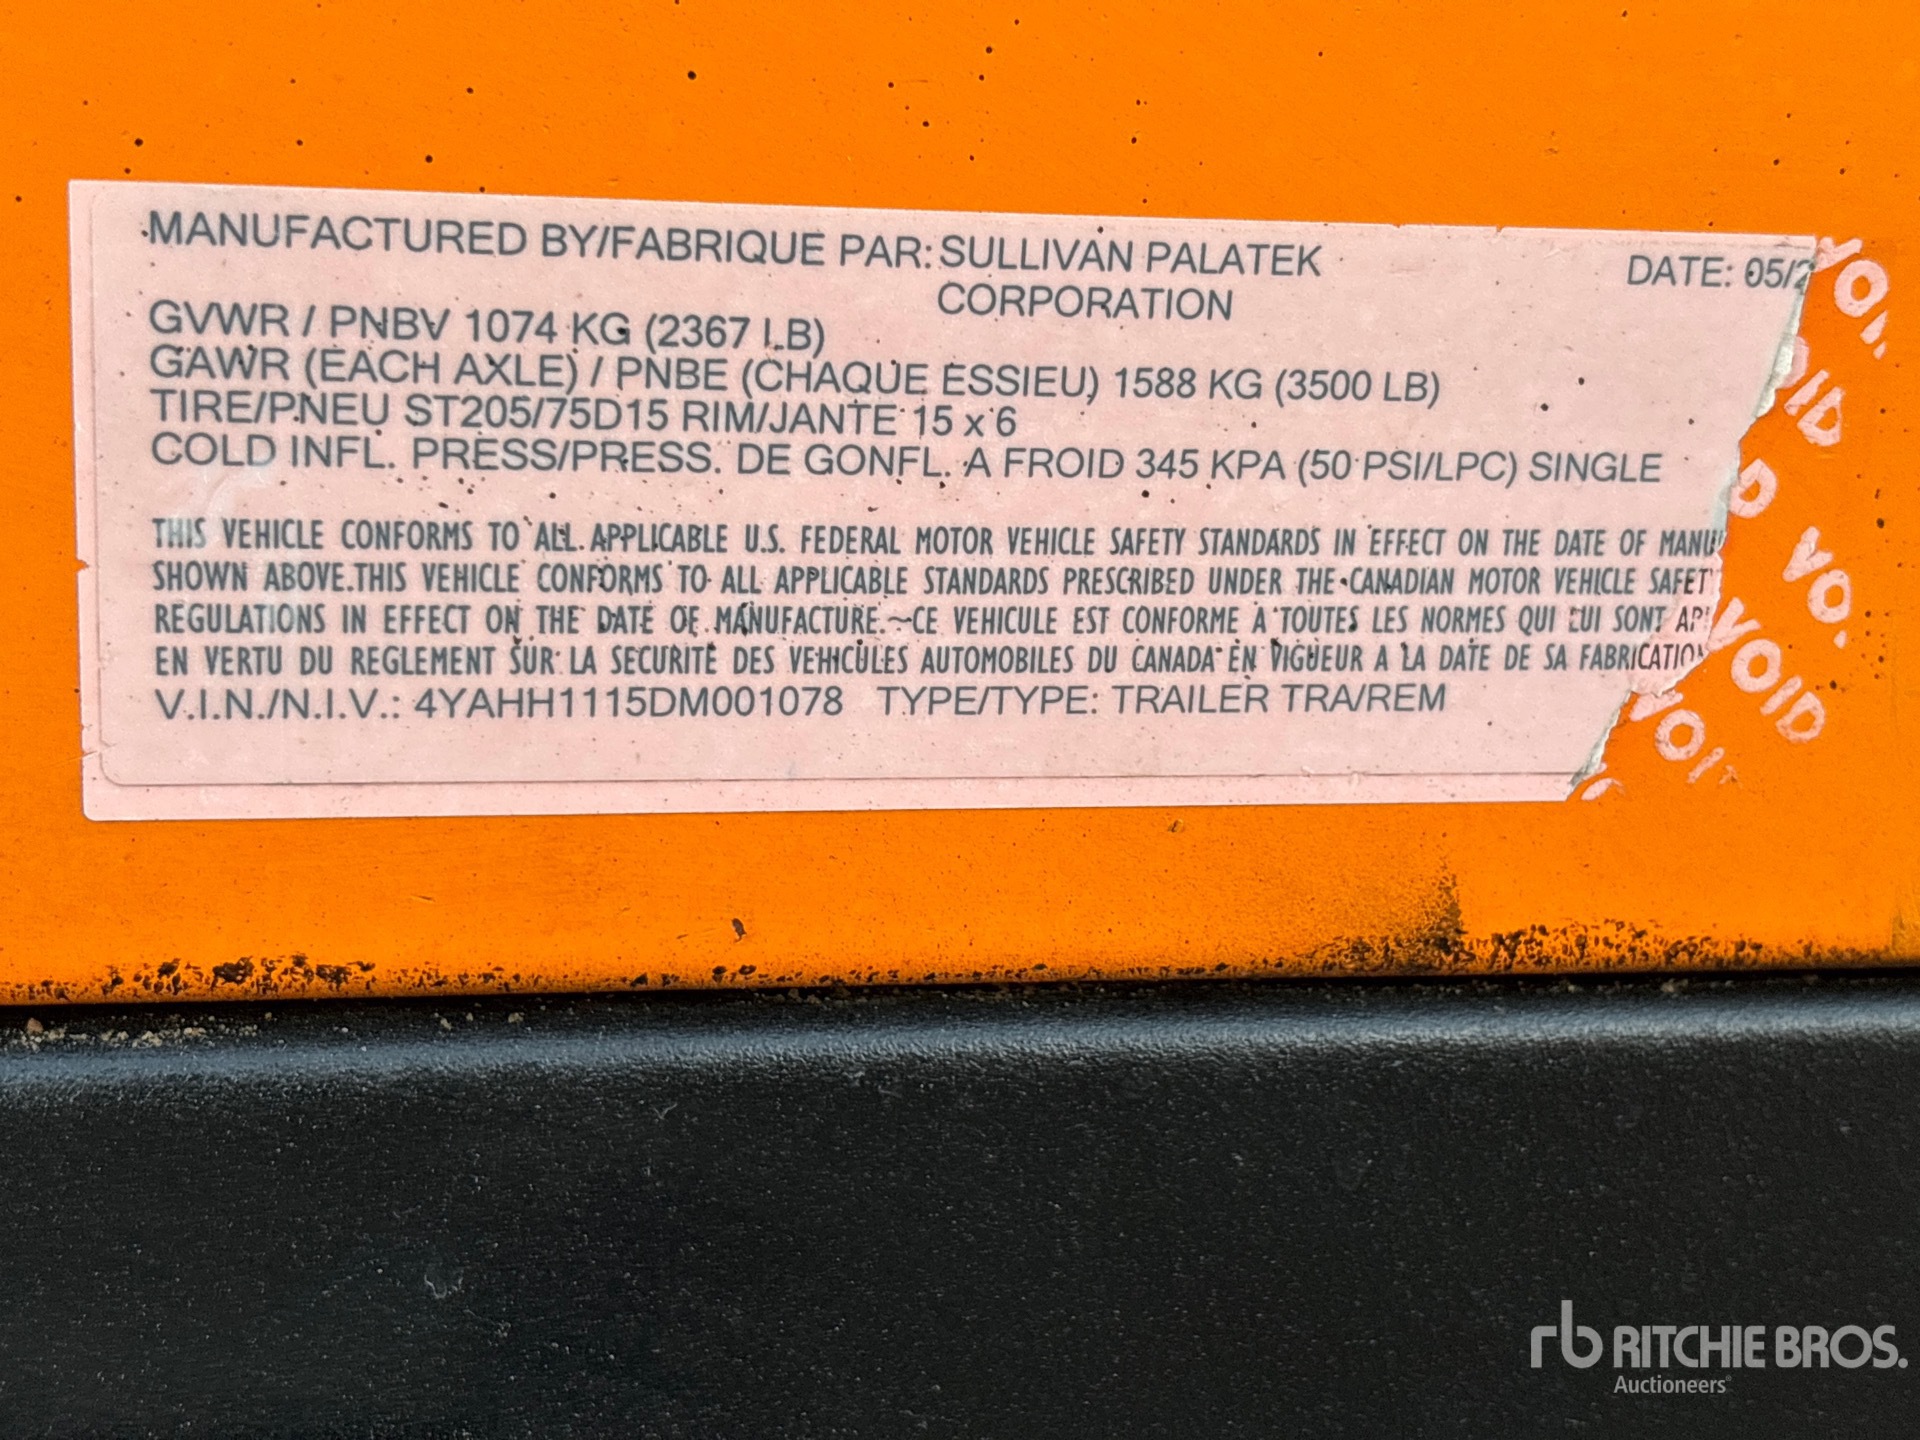 MANUFACTURED BY/FABRIQUE PAR: SULLIVAN PALATEK CORPORATION DATE: 05/2
GVWR / PNBV 1074 KG (2367 LB)
GAWR (EACH AXLE) / PNBE (CHAQUE ESSIEU) 1588 KG (3500 LB)
TIRE/PNEU ST205/75D15 RIM/JANTE 15 x 6
COLD INFL. PRESS/PRESS. DE GONFL. A FROID 345 KPA (50 PSI/LPC) SINGLE
THIS VEHICLE CONFORMS TO ALL APPLICABLE U.S. FEDERAL MOTOR VEHICLE SAFETY STANDARDS IN EFFECT ON THE DATE OF MANU
SHOWN ABOVE. THIS VEHICLE CONFORMS TO ALL APPLICABLE STANDARDS PRESCRIBED UNDER THE CANADIAN MOTOR VEHICLE SAFET
REGULATIONS IN EFFECT ON THE DATE OF MANUFACTURE.~CE VEHICULE EST CONFORME A TOUTES LES NORMES QUI LUI SONT AP
EN VERTU DU REGLEMENT SUR LA SECURITE DES VEHICULES AUTOMOBILES DU CANADA EN VIGUEUR A LA DATE DE SA FABRICATION
V.I.N./N.I.V.: 4YAHH1115DM001078 TYPE/TYPE: TRAILER TRA/REM
VOID
rb RITCHIE BROS.
Auctioneers